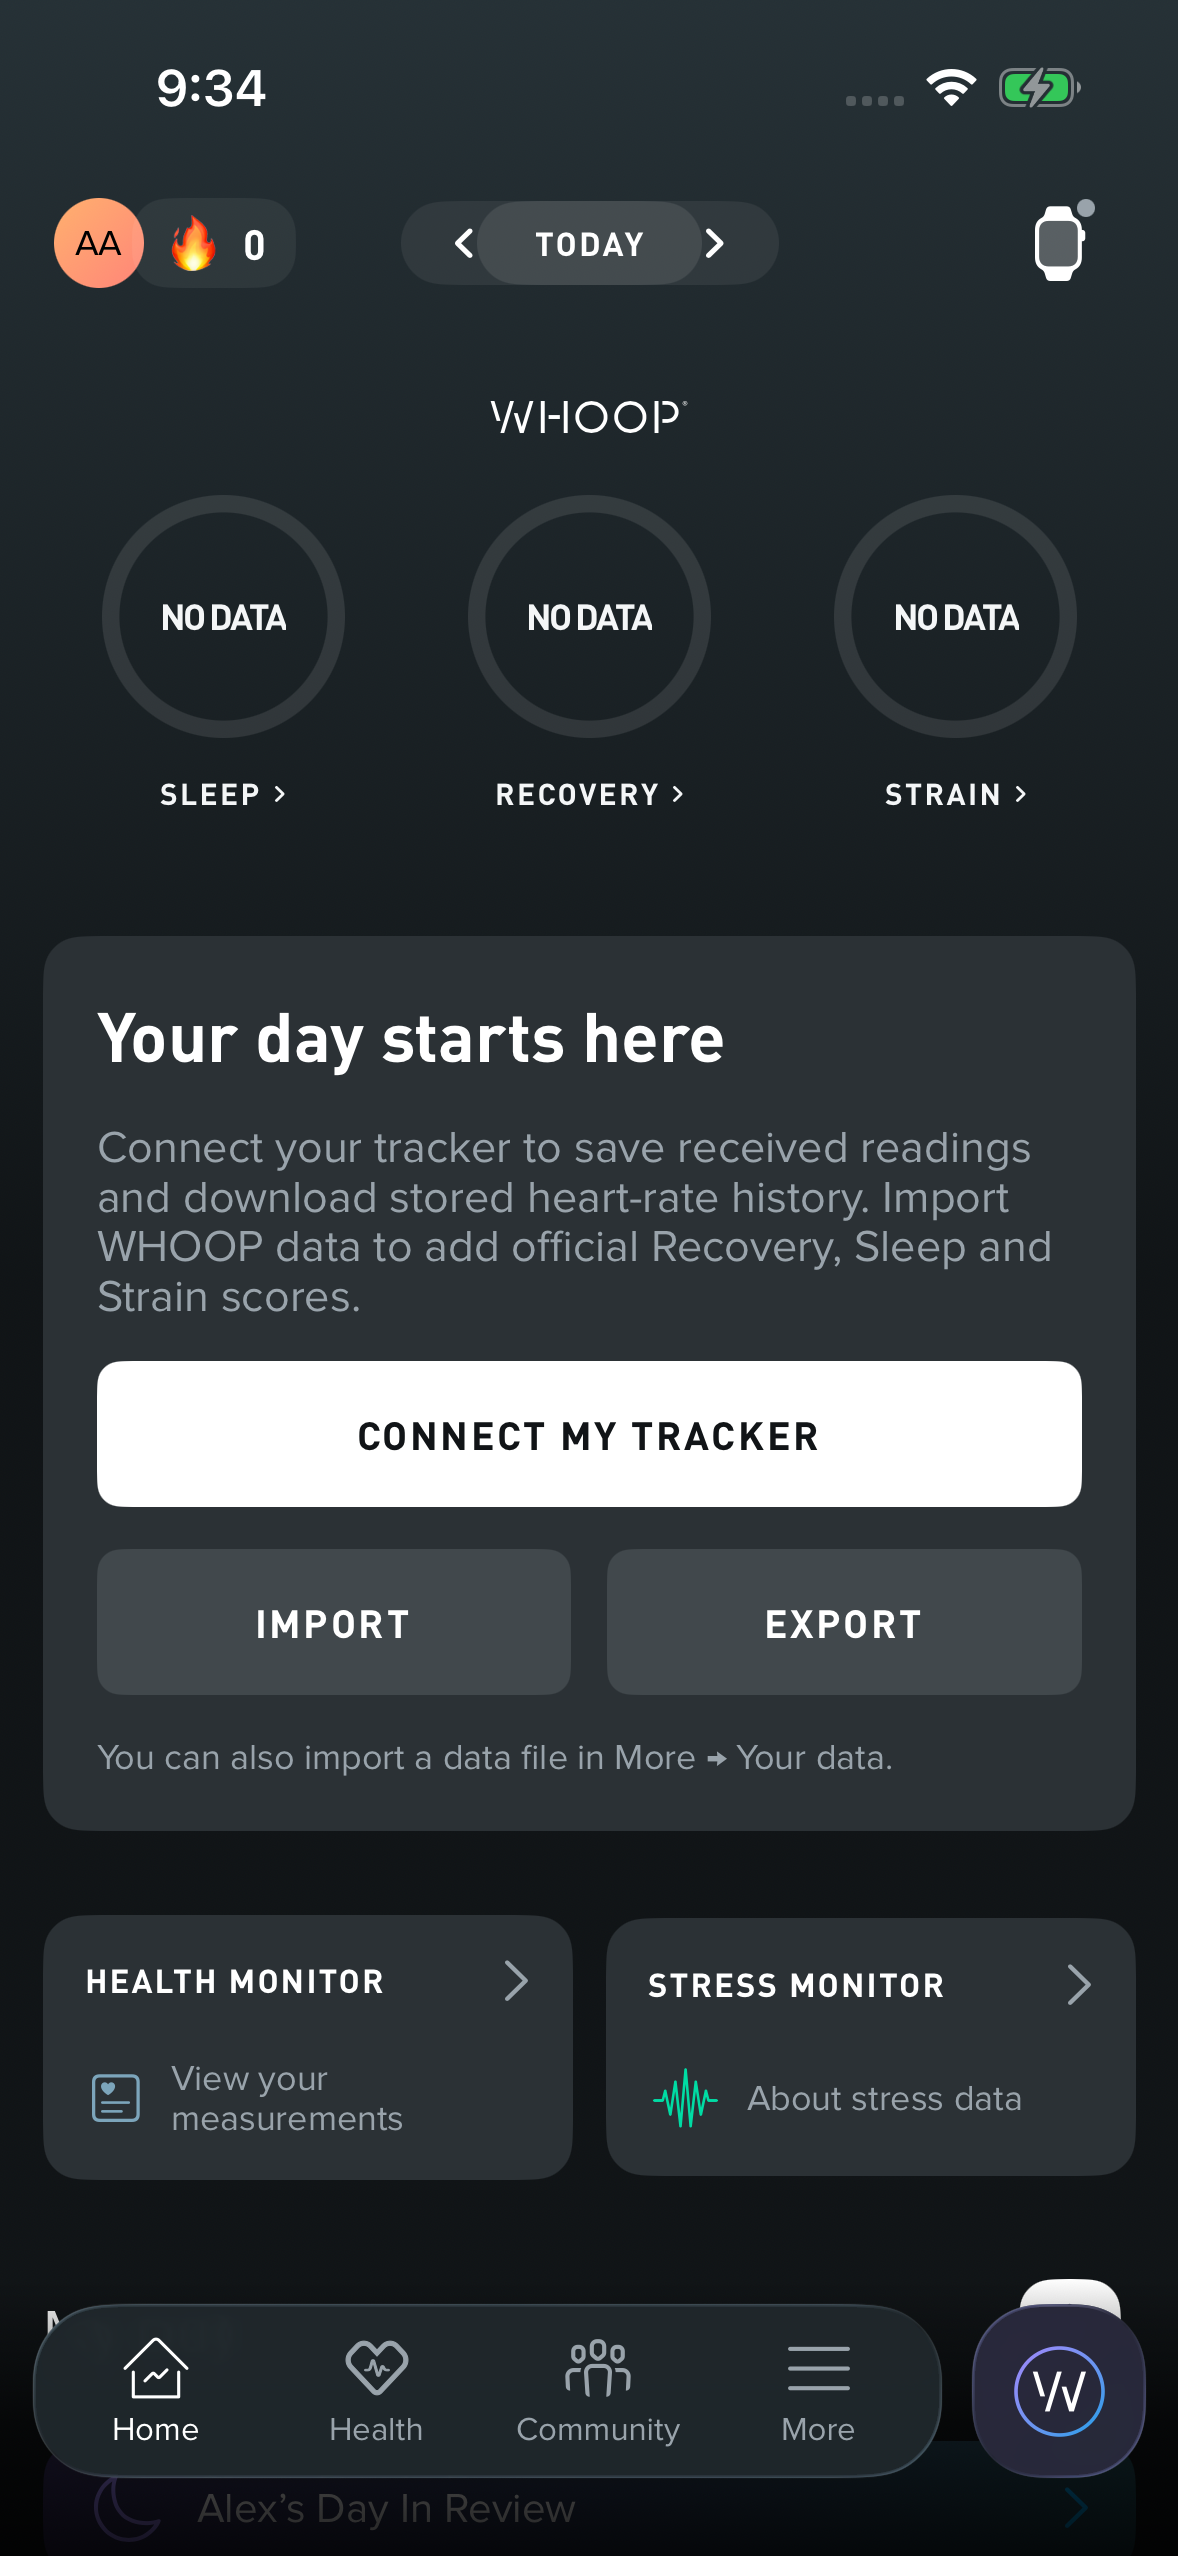 9:34
AA 0 TODAY
WHOOP
NO DATA NO DATA NO DATA
SLEEP RECOVERY STRAIN
Your day starts here
Connect your tracker to save received readings
and download stored heart-rate history. Import
WHOOP data to add official Recovery, Sleep and
Strain scores.
CONNECT MY TRACKER
IMPORT EXPORT
You can also import a data file in More → Your data.
HEALTH MONITOR
View your
measurements
STRESS MONITOR
About stress data
Home Health Community More
Alex’s Day In Review